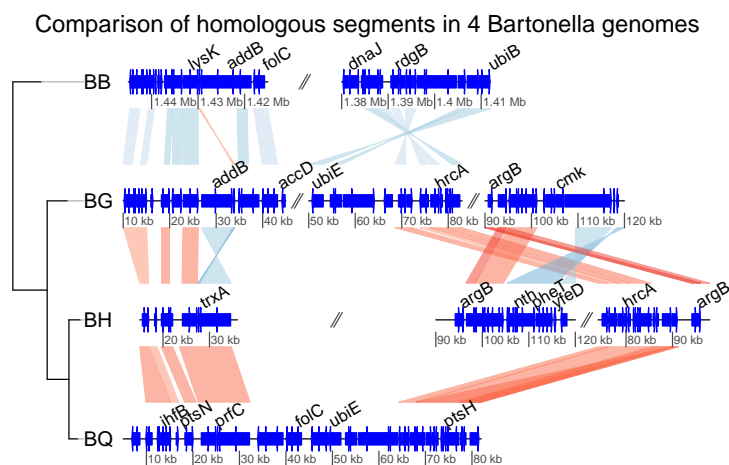 Comparison of homologous segments in 4 Bartonella genomes
BB lysK addB folC // dnaJ rdgB ubiB
1.44 Mb 1.43 Mb 1.42 Mb 1.38 Mb 1.39 Mb 1.4 Mb 1.41 Mb
BG addB accD // ubiE hrcA // argB cmk
10 kb 20 kb 30 kb 40 kb 50 kb 60 kb 70 kb 80 kb 90 kb 100 kb 110 kb 120 kb
BH trxA // argB nth pheT yfeD // hrcA argB
20 kb 30 kb 90 kb 100 kb 110 kb 120 kb 80 kb 90 kb
BQ ihfB ptsN prfC folC ubiE ptsH
10 kb 20 kb 30 kb 40 kb 50 kb 60 kb 70 kb 80 kb